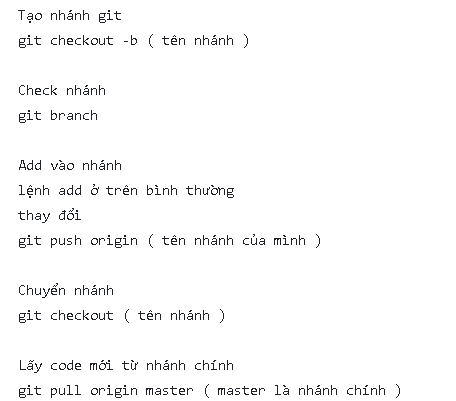 Tạo nhánh git
git checkout -b ( tên nhánh )
Check nhánh
git branch
Add vào nhánh
lệnh add ở trên bình thường
thay đổi
git push origin ( tên nhánh của mình )
Chuyển nhánh
git checkout ( tên nhánh )
Lấy code mới từ nhánh chính
git pull origin master ( master là nhánh chính )